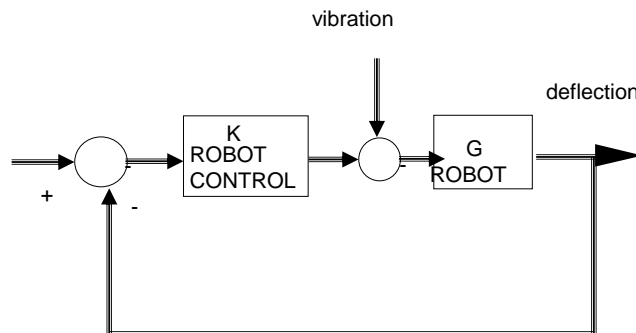 vibration
deflection
K
ROBOT
CONTROL
G
ROBOT
-
-
+
-